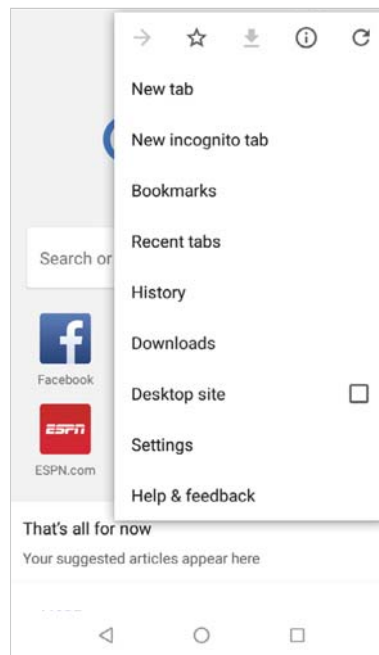 New tab
New incognito tab
Bookmarks
Recent tabs
Search or
History
Downloads
Facebook
Desktop site
ESPN
Settings
ESPN.com
Help & feedback
That's all for now
Your suggested articles appear here